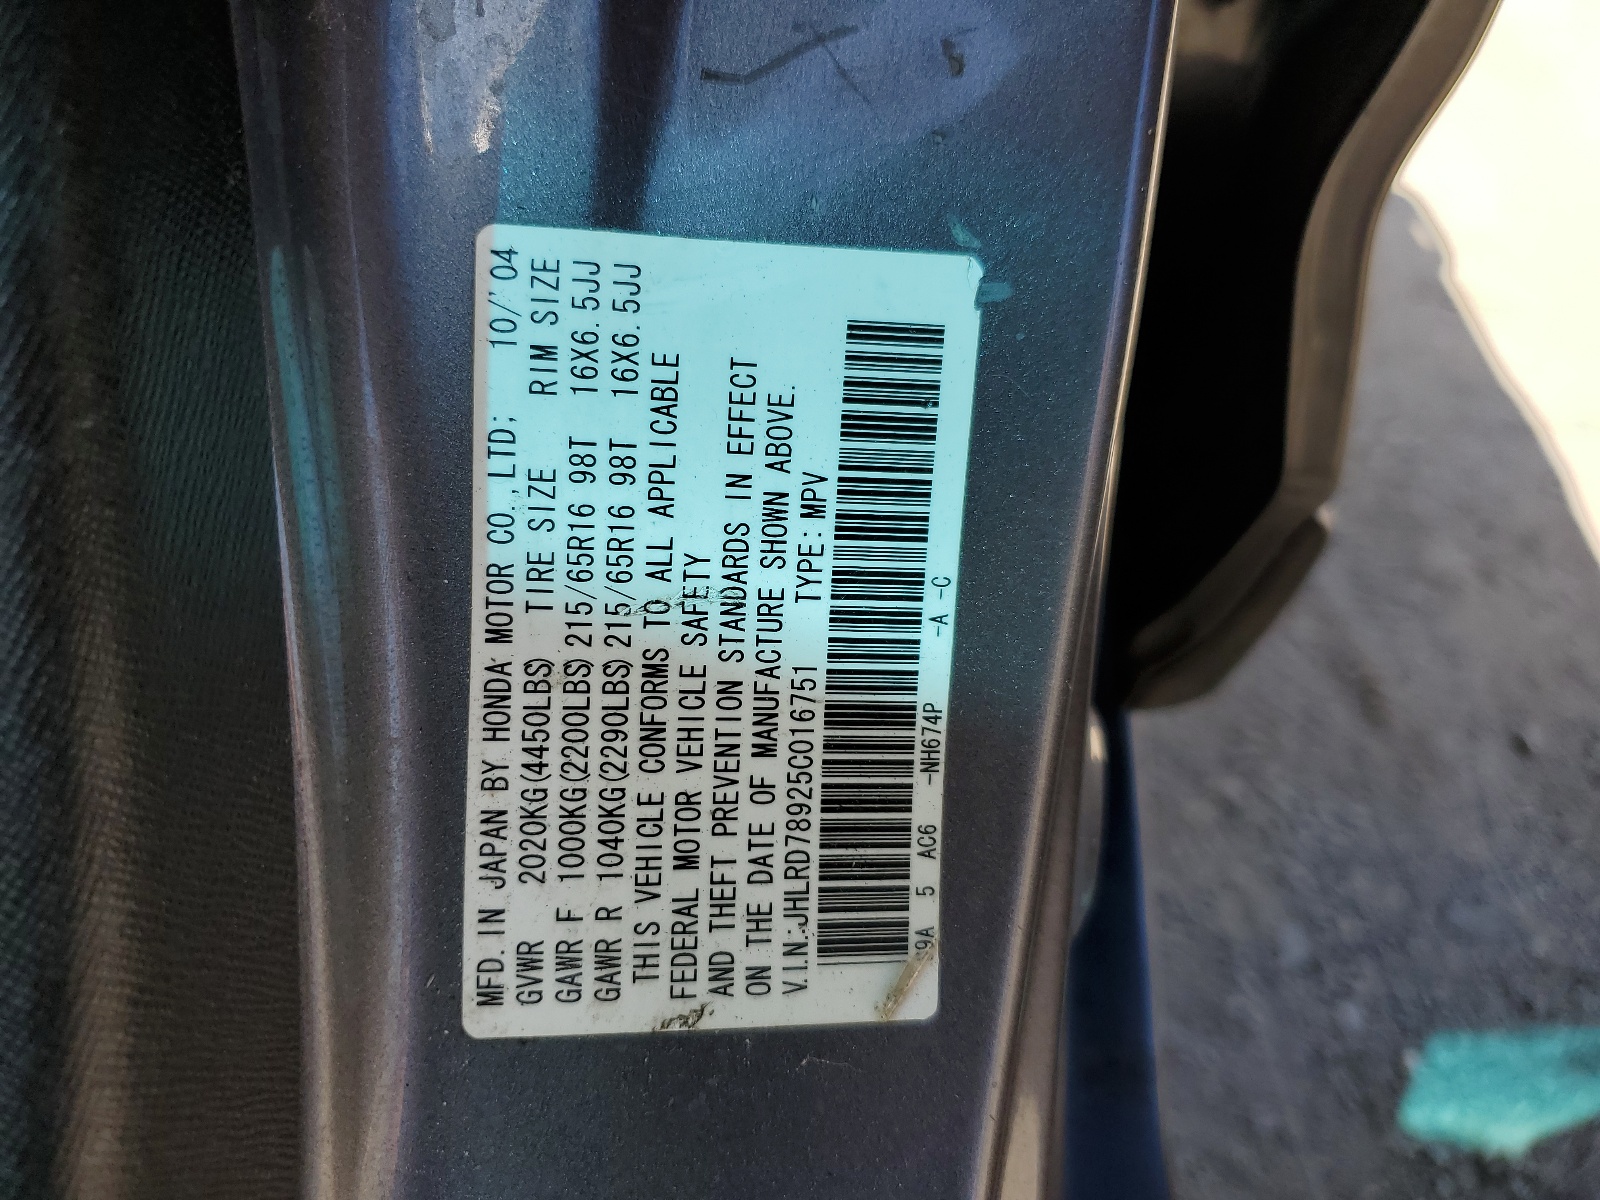 MFD. IN JAPAN BY HONDA MOTOR CO., LTD; 10/'04
GVWR 2020KG(4450LBS) TIRE SIZE RIM SIZE
GAWR F 1000KG(2200LBS) 215/65R16 98T 16X6.5JJ
GAWR R 1040KG(2290LBS) 215/65R16 98T 16X6.5JJ
THIS VEHICLE CONFORMS TO ALL APPLICABLE
FEDERAL MOTOR VEHICLE SAFETY
AND THEFT PREVENTION STANDARDS IN EFFECT
ON THE DATE OF MANUFACTURE SHOWN ABOVE.
V.I.N.:JHLRD78925C016751 TYPE: MPV
S9A 5 AC6 -NH674P -A -C